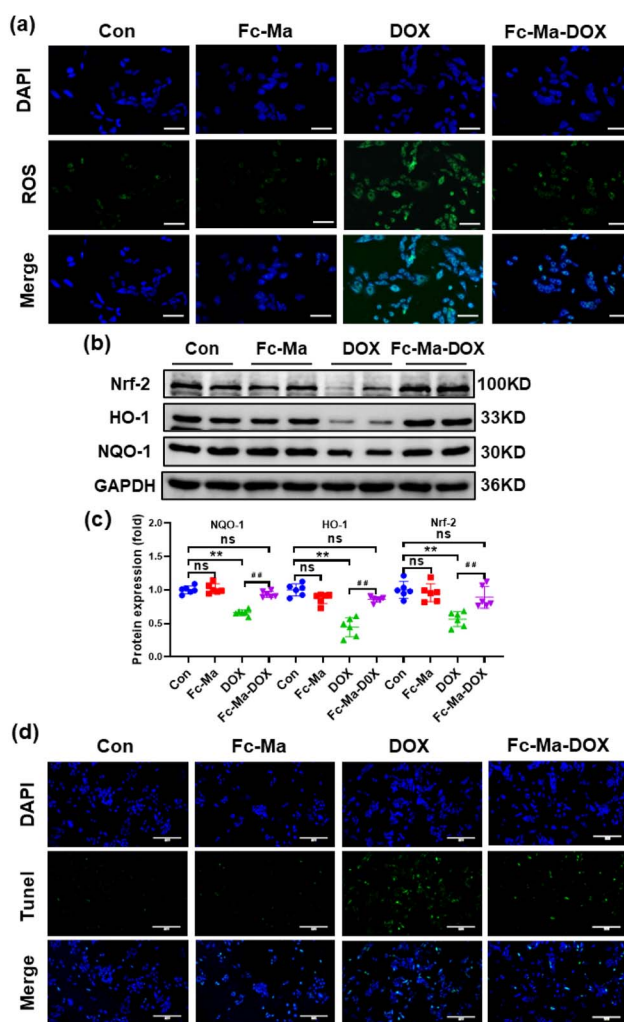 (a)
Con Fc-Ma DOX Fc-Ma-DOX
DAPI
ROS
Merge
(b)
Con Fc-Ma DOX Fc-Ma-DOX
Nrf-2 100KD
HO-1 33KD
NQO-1 30KD
GAPDH 36KD
(c)
Protein expression (fold)
2.0
1.5
1.0
0.5
0.0
NQO-1 HO-1 Nrf-2
ns ns ns
** ** **
ns ns ns
## ## ##
Con Fc-Ma DOX Fc-Ma-DOX Con Fc-Ma DOX Fc-Ma-DOX Con Fc-Ma DOX Fc-Ma-DOX
(d)
Con Fc-Ma DOX Fc-Ma-DOX
DAPI
Tunel
Merge